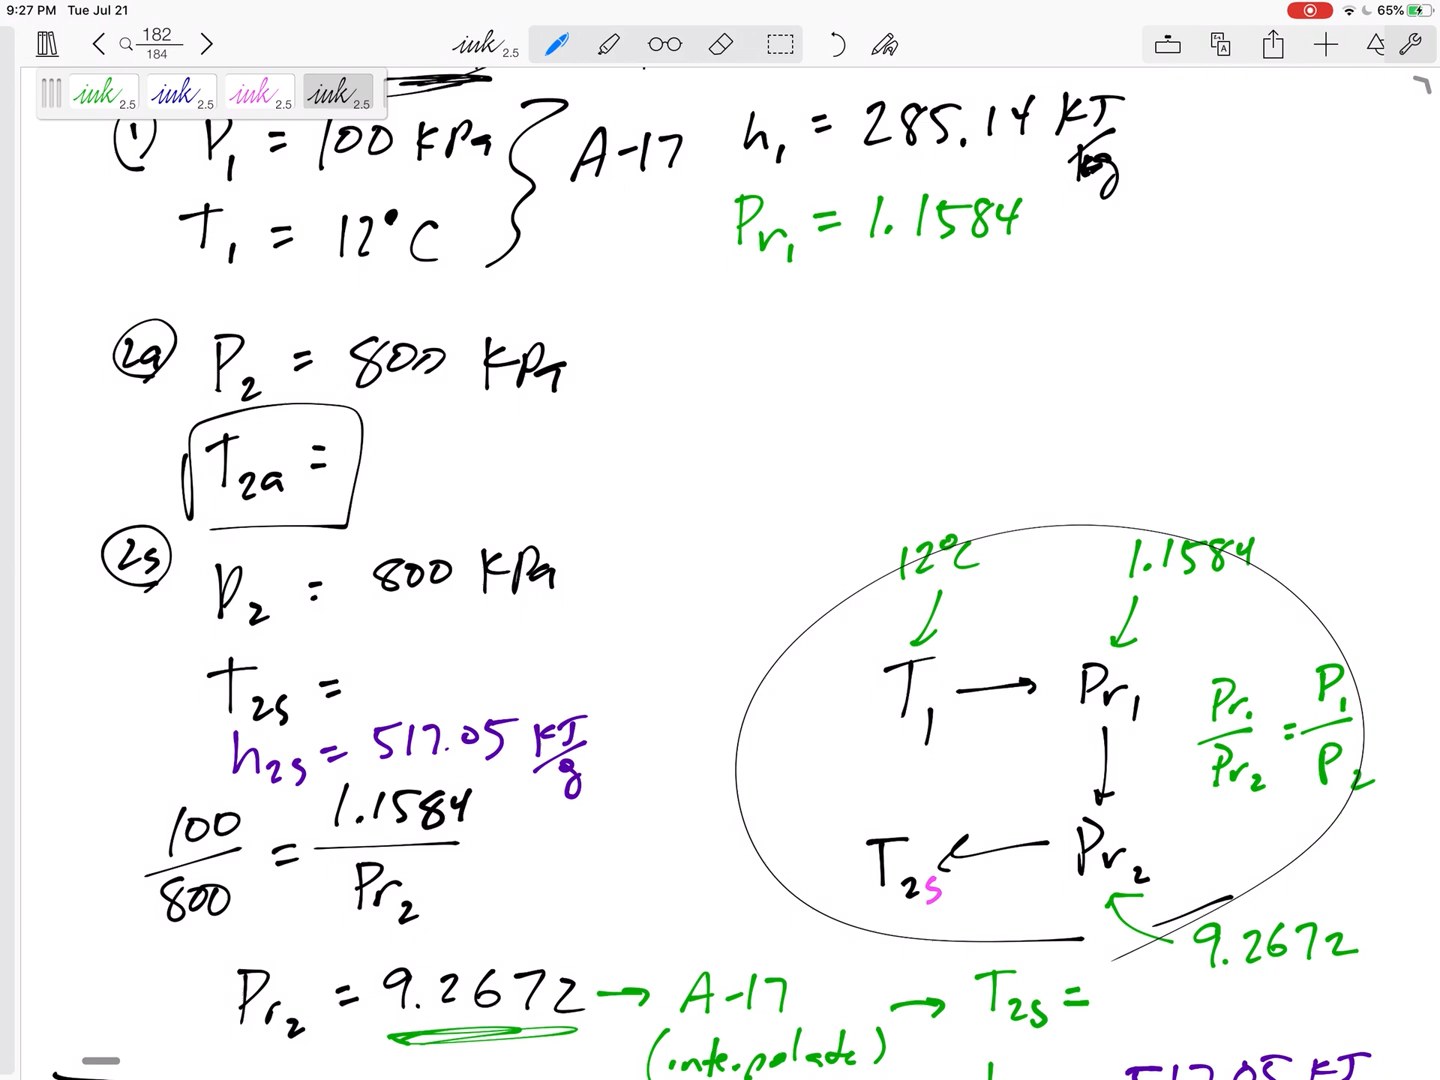 9:27 PM Tue Jul 21
65%
182
184
ink 2.5
ink 2.5 ink 2.5 ink 2.5 ink 2.5
(1) P1 = 100 kPa } A-17 h1 = 285.14 KJ/kg
T1 = 12°C Pr1 = 1.1584
(2a) P2 = 800 KPa
T2a =
(2s) P2 = 800 KPa
T2s =
h2s = 517.05 KJ/g
100/800 = 1.1584/Pr2
Pr2 = 9.2672 → A-17 → T2s =
(interpolate)
517.05 KJ
12°C 1.1584
T1 → Pr1
Pr1/Pr2 = P1/P2
T2s ← Pr2
9.2672